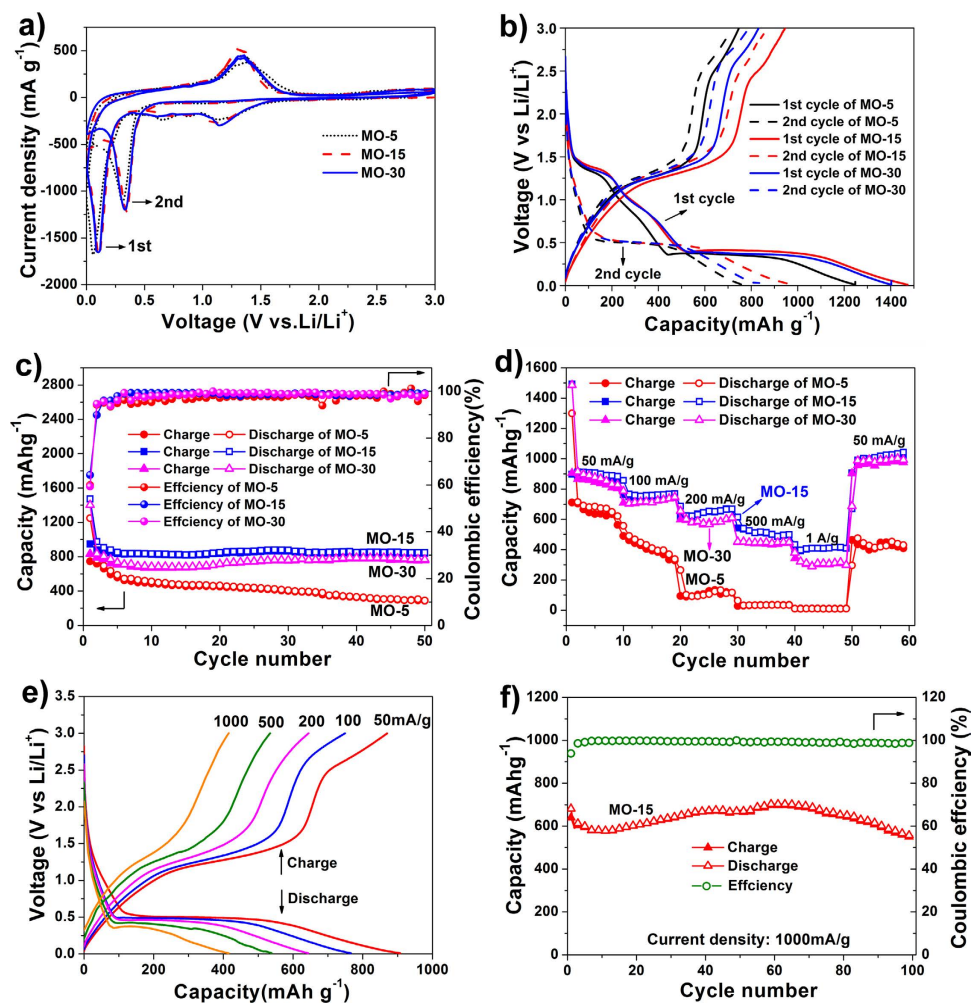 a)
Current density (mA g⁻¹)
500
0
-500
-1000
-1500
-2000
MO-5
MO-15
MO-30
2nd
1st
0.0 0.5 1.0 1.5 2.0 2.5 3.0
Voltage (V vs.Li/Li⁺)
b)
Voltage (V vs Li/Li⁺)
3.0
2.5
2.0
1.5
1.0
0.5
0.0
1st cycle of MO-5
2nd cycle of MO-5
1st cycle of MO-15
2nd cycle of MO-15
1st cycle of MO-30
2nd cycle of MO-30
1st cycle
2nd cycle
0 200 400 600 800 1000 1200 1400
Capacity(mAh g⁻¹)
c)
Capacity (mAhg⁻¹)
2800
2400
2000
1600
1200
800
400
0
Charge Discharge of MO-5
Charge Discharge of MO-15
Charge Discharge of MO-30
Effciency of MO-5
Effciency of MO-15
Effciency of MO-30
MO-15
MO-30
MO-5
100
80
60
40
20
0
Coulombic efficiency(%)
0 10 20 30 40 50
Cycle number
d)
Capacity (mAhg⁻¹)
1600
1400
1200
1000
800
600
400
200
0
Charge Discharge of MO-5
Charge Discharge of MO-15
Charge Discharge of MO-30
50 mA/g
100 mA/g
200 mA/g
MO-15
500 mA/g
1 A/g
50 mA/g
MO-30
MO-5
0 10 20 30 40 50 60
Cycle number
e)
Voltage (V vs Li/Li⁺)
3.5
3.0
2.5
2.0
1.5
1.0
0.5
0.0
1000 500 200 100 50mA/g
Charge
Discharge
0 200 400 600 800 1000
Capacity(mAh g⁻¹)
f)
Capacity (mAhg⁻¹)
1200
1000
800
600
400
200
0
MO-15
Charge
Discharge
Effciency
Current density: 1000mA/g
120
100
80
60
40
20
0
Coulombic effciency (%)
0 20 40 60 80 100
Cycle number